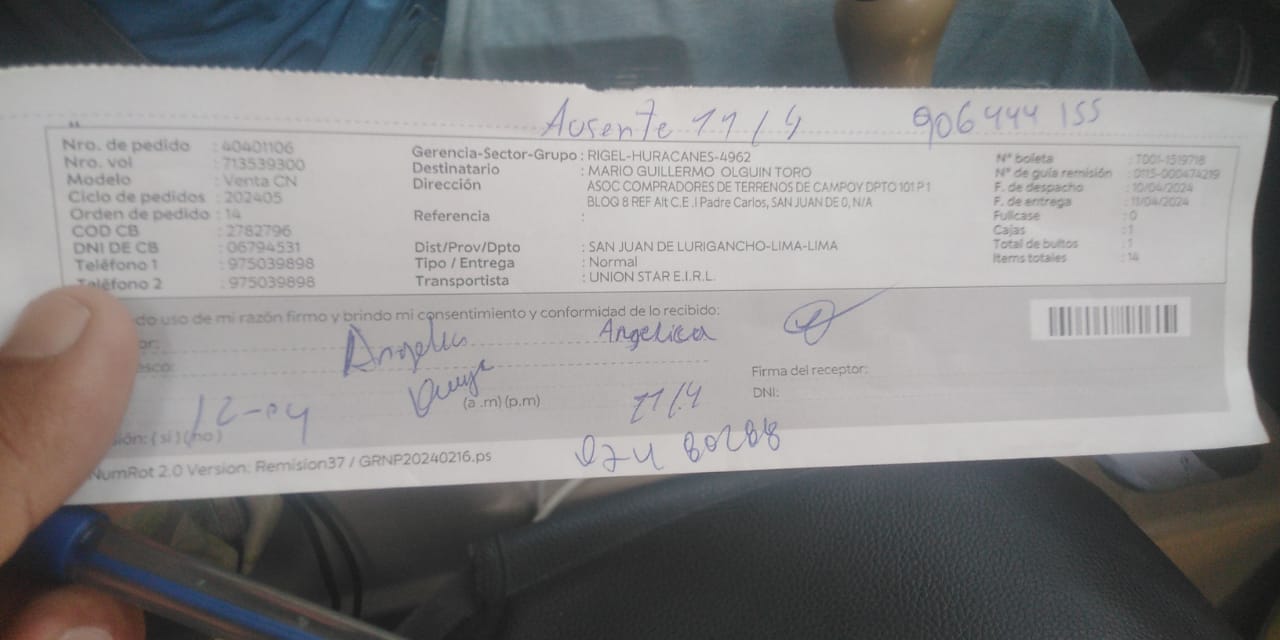 Ausente 11/4 906444155
Nro. de pedido : 40401106
Nro. vol : 713539300
Modelo : Venta CN
Ciclo de pedidos : 202405
Orden de pedido : 14
COD CB : 2782796
DNI DE CB : 06794531
Teléfono 1 : 975039898
Teléfono 2 : 975039898
Gerencia-Sector-Grupo : RIGEL-HURACANES-4962
Destinatario : MARIO GUILLERMO OLGUIN TORO
Dirección ASOC COMPRADORES DE TERRENOS DE CAMPOY DPTO 101 P1
BLOQ 8 REF Alt C.E .I Padre Carlos, SAN JUAN DE 0, N/A
Referencia :
Dist/Prov/Dpto : SAN JUAN DE LURIGANCHO-LIMA-LIMA
Tipo / Entrega : Normal
Transportista : UNION STAR E.I.R.L.
N° boleta : T001-1519718
N° de guía remisión : 0115-000474219
F. de despacho : 10/04/2024
F. de entrega : 11/04/2024
Fullcase : 0
Cajas : 1
Total de bultos : 1
Items totales : 14
do uso de mi razón firmo y brindo mi consentimiento y conformidad de lo recibido:
or:
Angelica
esco:
Firma del receptor:
(a .m) (p.m) 11/4
DNI:
12-04
sión: ( si ) ( no )
NumRot 2.0 Version: Remision37 / GRNP20240216.ps